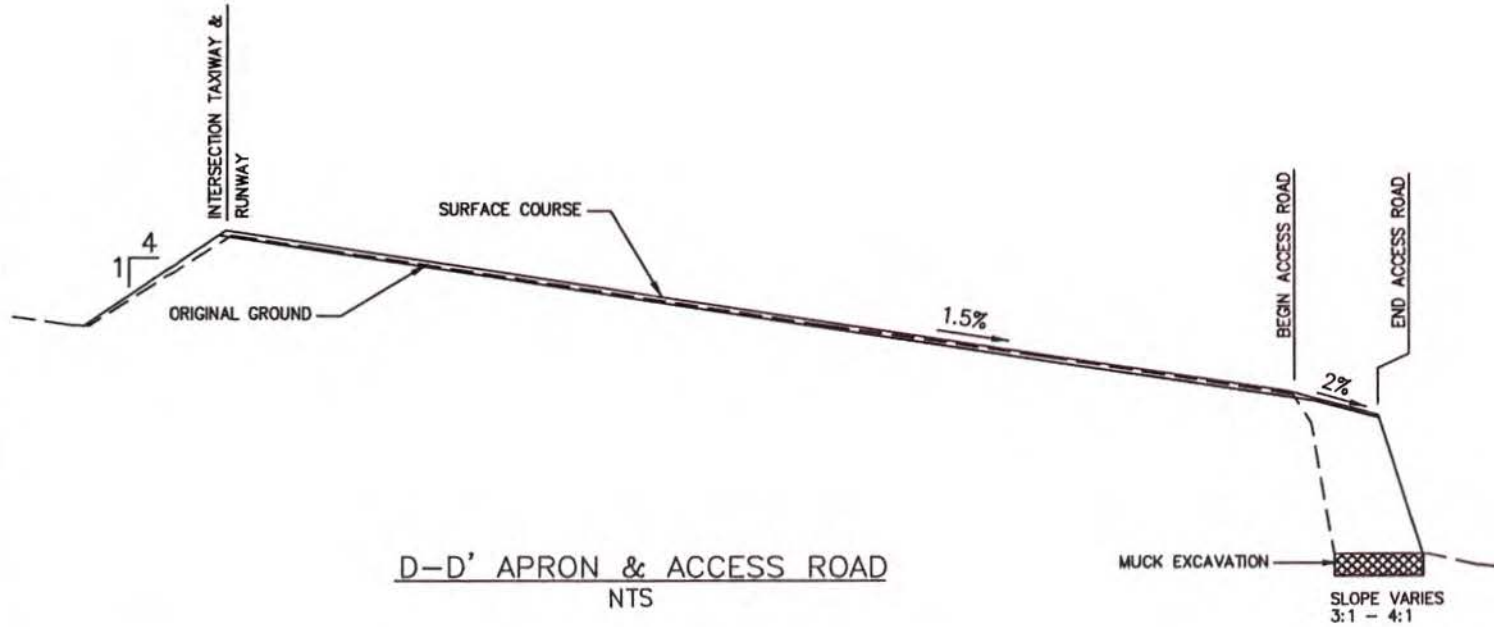 INTERSECTION TAXIWAY &
RUNWAY
SURFACE COURSE
BEGIN ACCESS ROAD
END ACCESS ROAD
4
1
ORIGINAL GROUND
1.5%
2%
D-D' APRON & ACCESS ROAD
NTS
MUCK EXCAVATION
SLOPE VARIES
3:1 - 4:1